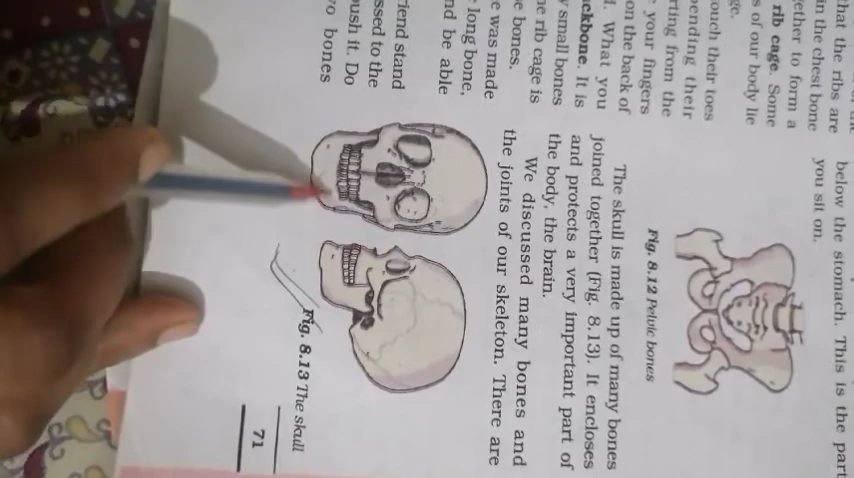 that the ribs are
in the chest bone
gether to form a
rib cage. Some
s of our body lie
ge.
ouch their toes
pending their
rting from the
your fingers
on the back of
ckbone. It is
. What you
y small bones
e rib cage is
e bones.
e was made
long bone,
nd be able
riend stand
ush it. Do
ssed to the
o bones
below the stomach. This is the part
you sit on.
Fig. 8.12 Pelvic bones
The skull is made up of many bones
joined together (Fig. 8.13). It encloses
and protects a very important part of
the body, the brain.
We discussed many bones and
the joints of our skeleton. There are
Fig. 8.13 The skull
71